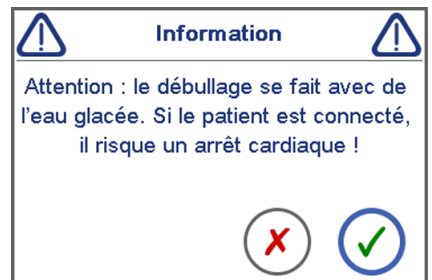 Information
Attention : le débullage se fait avec de
l'eau glacée. Si le patient est connecté,
il risque un arrêt cardiaque !